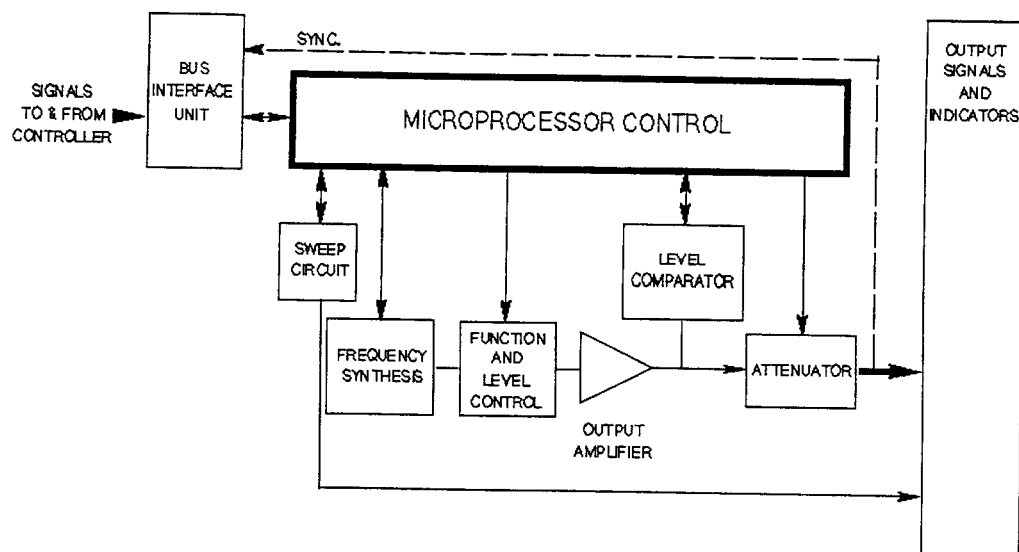 SYNC.
BUS
INTERFACE
UNIT
SIGNALS
TO & FROM
CONTROLLER
MICROPROCESSOR CONTROL
OUTPUT
SIGNALS
AND
INDICATORS
SWEEP
CIRCUIT
LEVEL
COMPARATOR
FREQUENCY
SYNTHESIS
FUNCTION
AND
LEVEL
CONTROL
OUTPUT
AMPLIFIER
ATTENUATOR